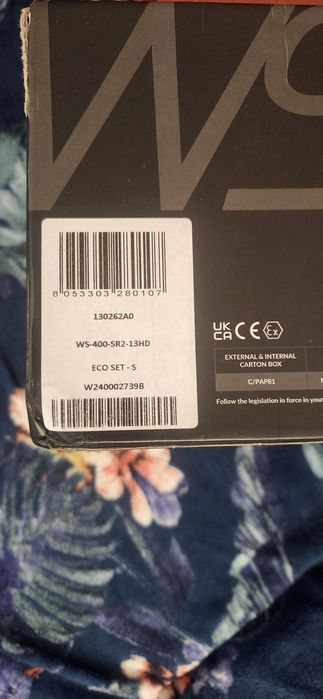 WS
8 053303 280107
130262A0
WS-400-SR2-13HD
ECO SET - S
W240002739B
UK
CA CE Ex
EXTERNAL & INTERNAL
CARTON BOX
C/PAP81
Follow the legislation in force in your